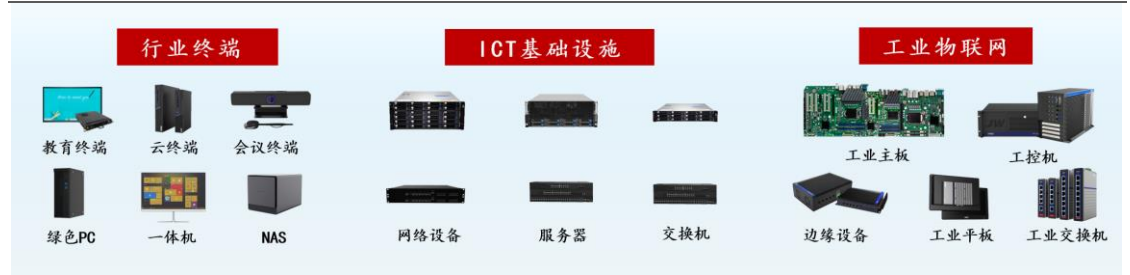 行业终端
ICT基础设施
工业物联网
教育终端
云终端
会议终端
工业主板
工控机
绿色PC
一体机
NAS
网络设备
服务器
交换机
边缘设备
工业平板
工业交换机